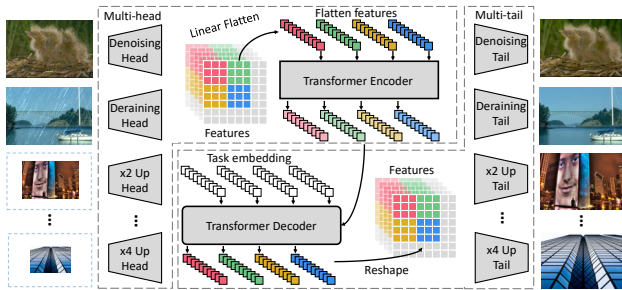 Multi-head
Linear Flatten
Flatten features
Multi-tail
Denoising
Head
Transformer Encoder
Denoising
Tail
Deraining
Head
Features
Deraining
Tail
Task embedding
Features
x2 Up
Head
x2 Up
Tail
Transformer Decoder
x4 Up
Head
Reshape
x4 Up
Tail